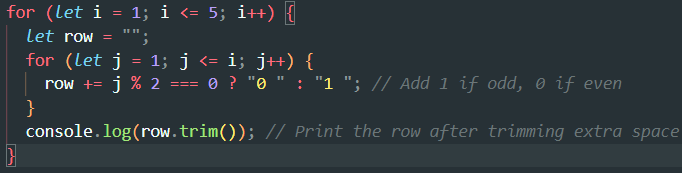 for (let i = 1; i <= 5; i++) {
  let row = "";
  for (let j = 1; j <= i; j++) {
    row += j % 2 === 0 ? "0 " : "1 "; // Add 1 if odd, 0 if even
  }
  console.log(row.trim()); // Print the row after trimming extra space
}